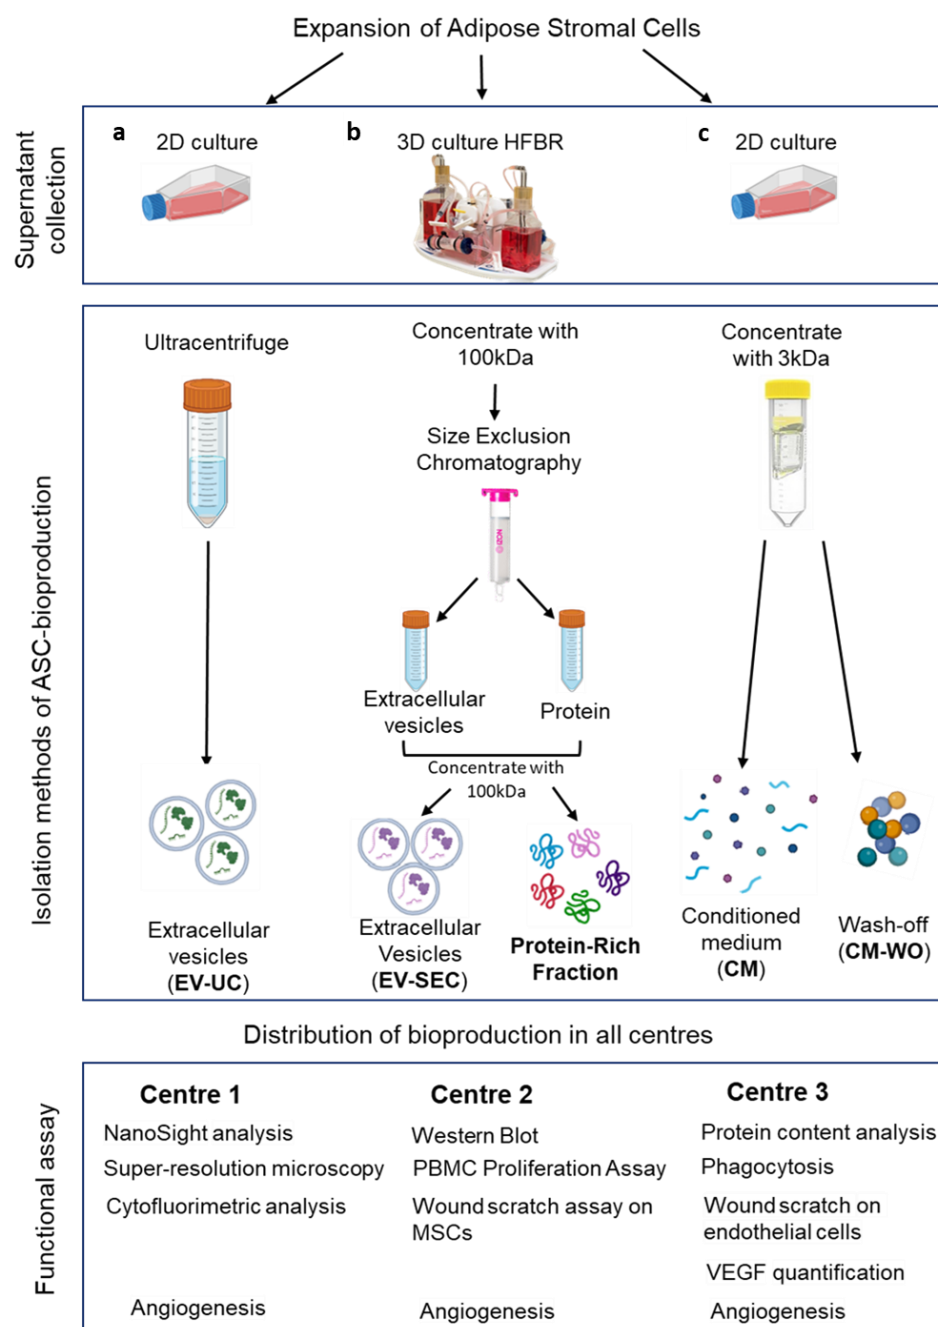 Expansion of Adipose Stromal Cells
Supernatant
collection
a
2D culture
b
3D culture HFBR
c
2D culture
Isolation methods of ASC-bioproduction
Ultracentrifuge
Concentrate with
100kDa
Size Exclusion
Chromatography
IZON
Extracellular
vesicles
Protein
Concentrate with
100kDa
Concentrate
with 3kDa
Extracellular
vesicles
(EV-UC)
Extracellular
Vesicles
(EV-SEC)
Protein-Rich
Fraction
Conditioned
medium
(CM)
Wash-off
(CM-WO)
Distribution of bioproduction in all centres
Functional assay
Centre 1
NanoSight analysis
Super-resolution microscopy
Cytofluorimetric analysis
Angiogenesis
Centre 2
Western Blot
PBMC Proliferation Assay
Wound scratch assay on
MSCs
Angiogenesis
Centre 3
Protein content analysis
Phagocytosis
Wound scratch on
endothelial cells
VEGF quantification
Angiogenesis